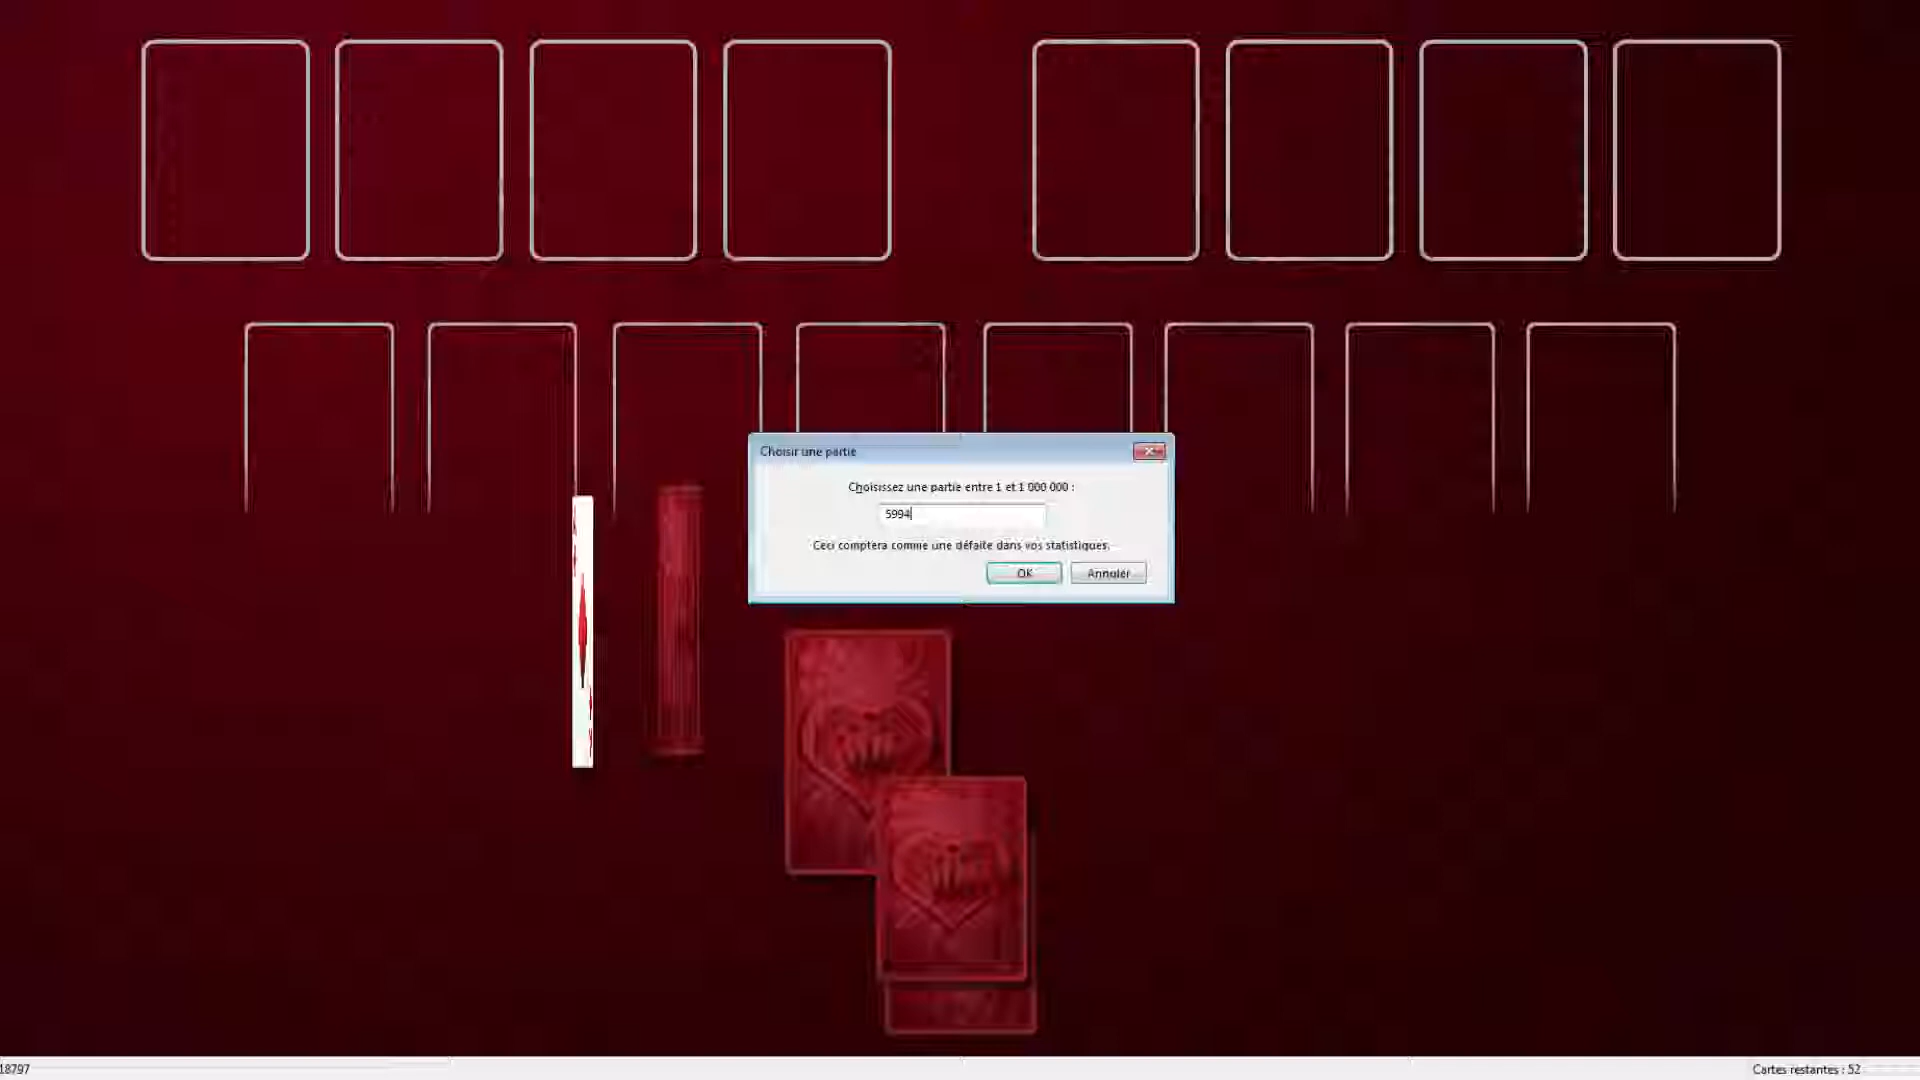 Choisir une partie
Choisissez une partie entre 1 et 1 000 000 :
5994
Ceci comptera comme une défaite dans vos statistiques.
OK
Annuler
18797
Cartes restantes : 52